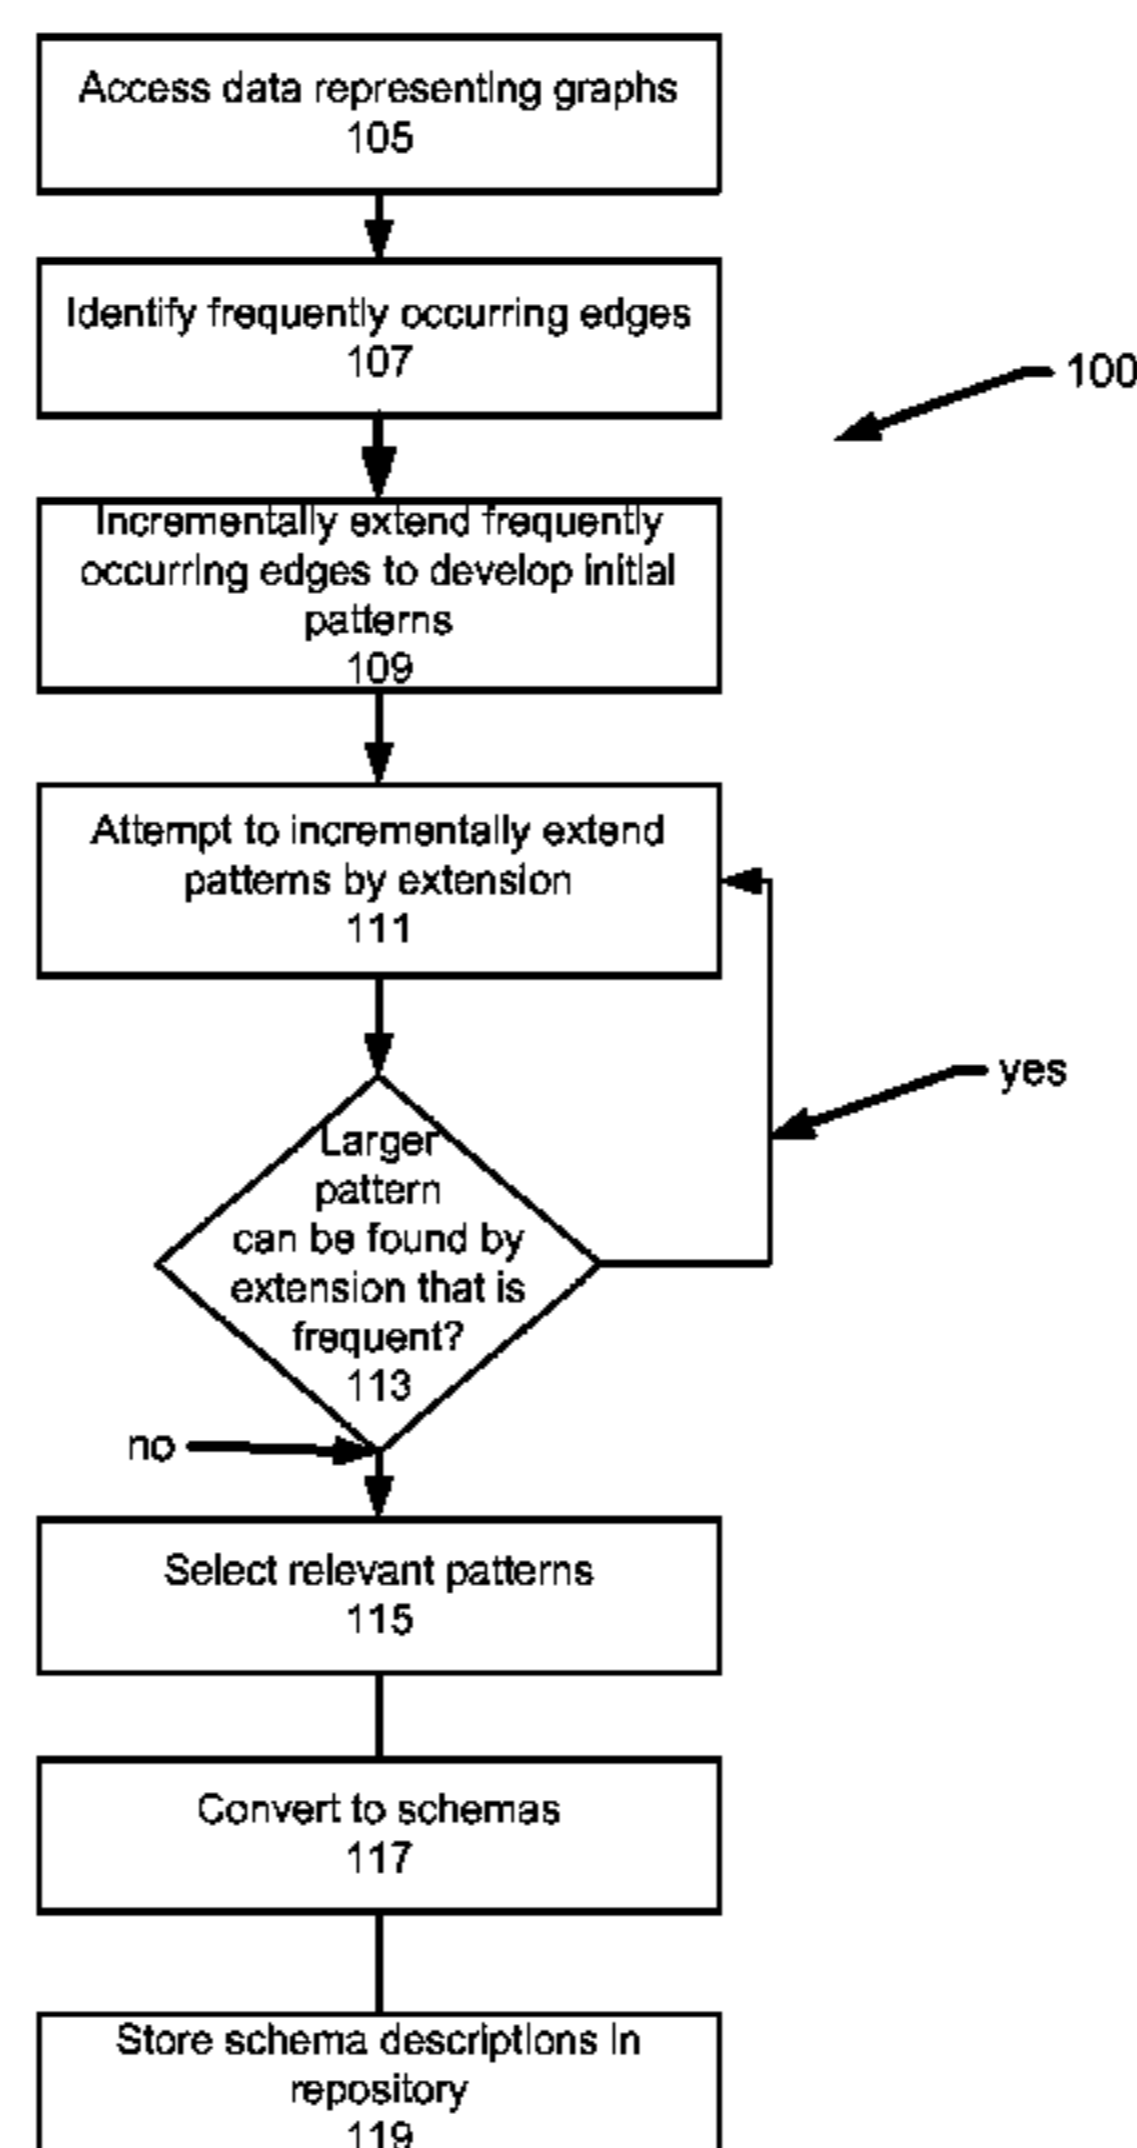 Access data representing graphs
105
Identify frequently occurring edges
107
100
Incrementally extend frequently
occurring edges to develop initial
patterns
109
Attempt to incrementally extend
patterns by extension
111
yes
Larger
pattern
can be found by
extension that is
frequent?
113
no
Select relevant patterns
115
Convert to schemas
117
Store schema descriptions in
repository
119